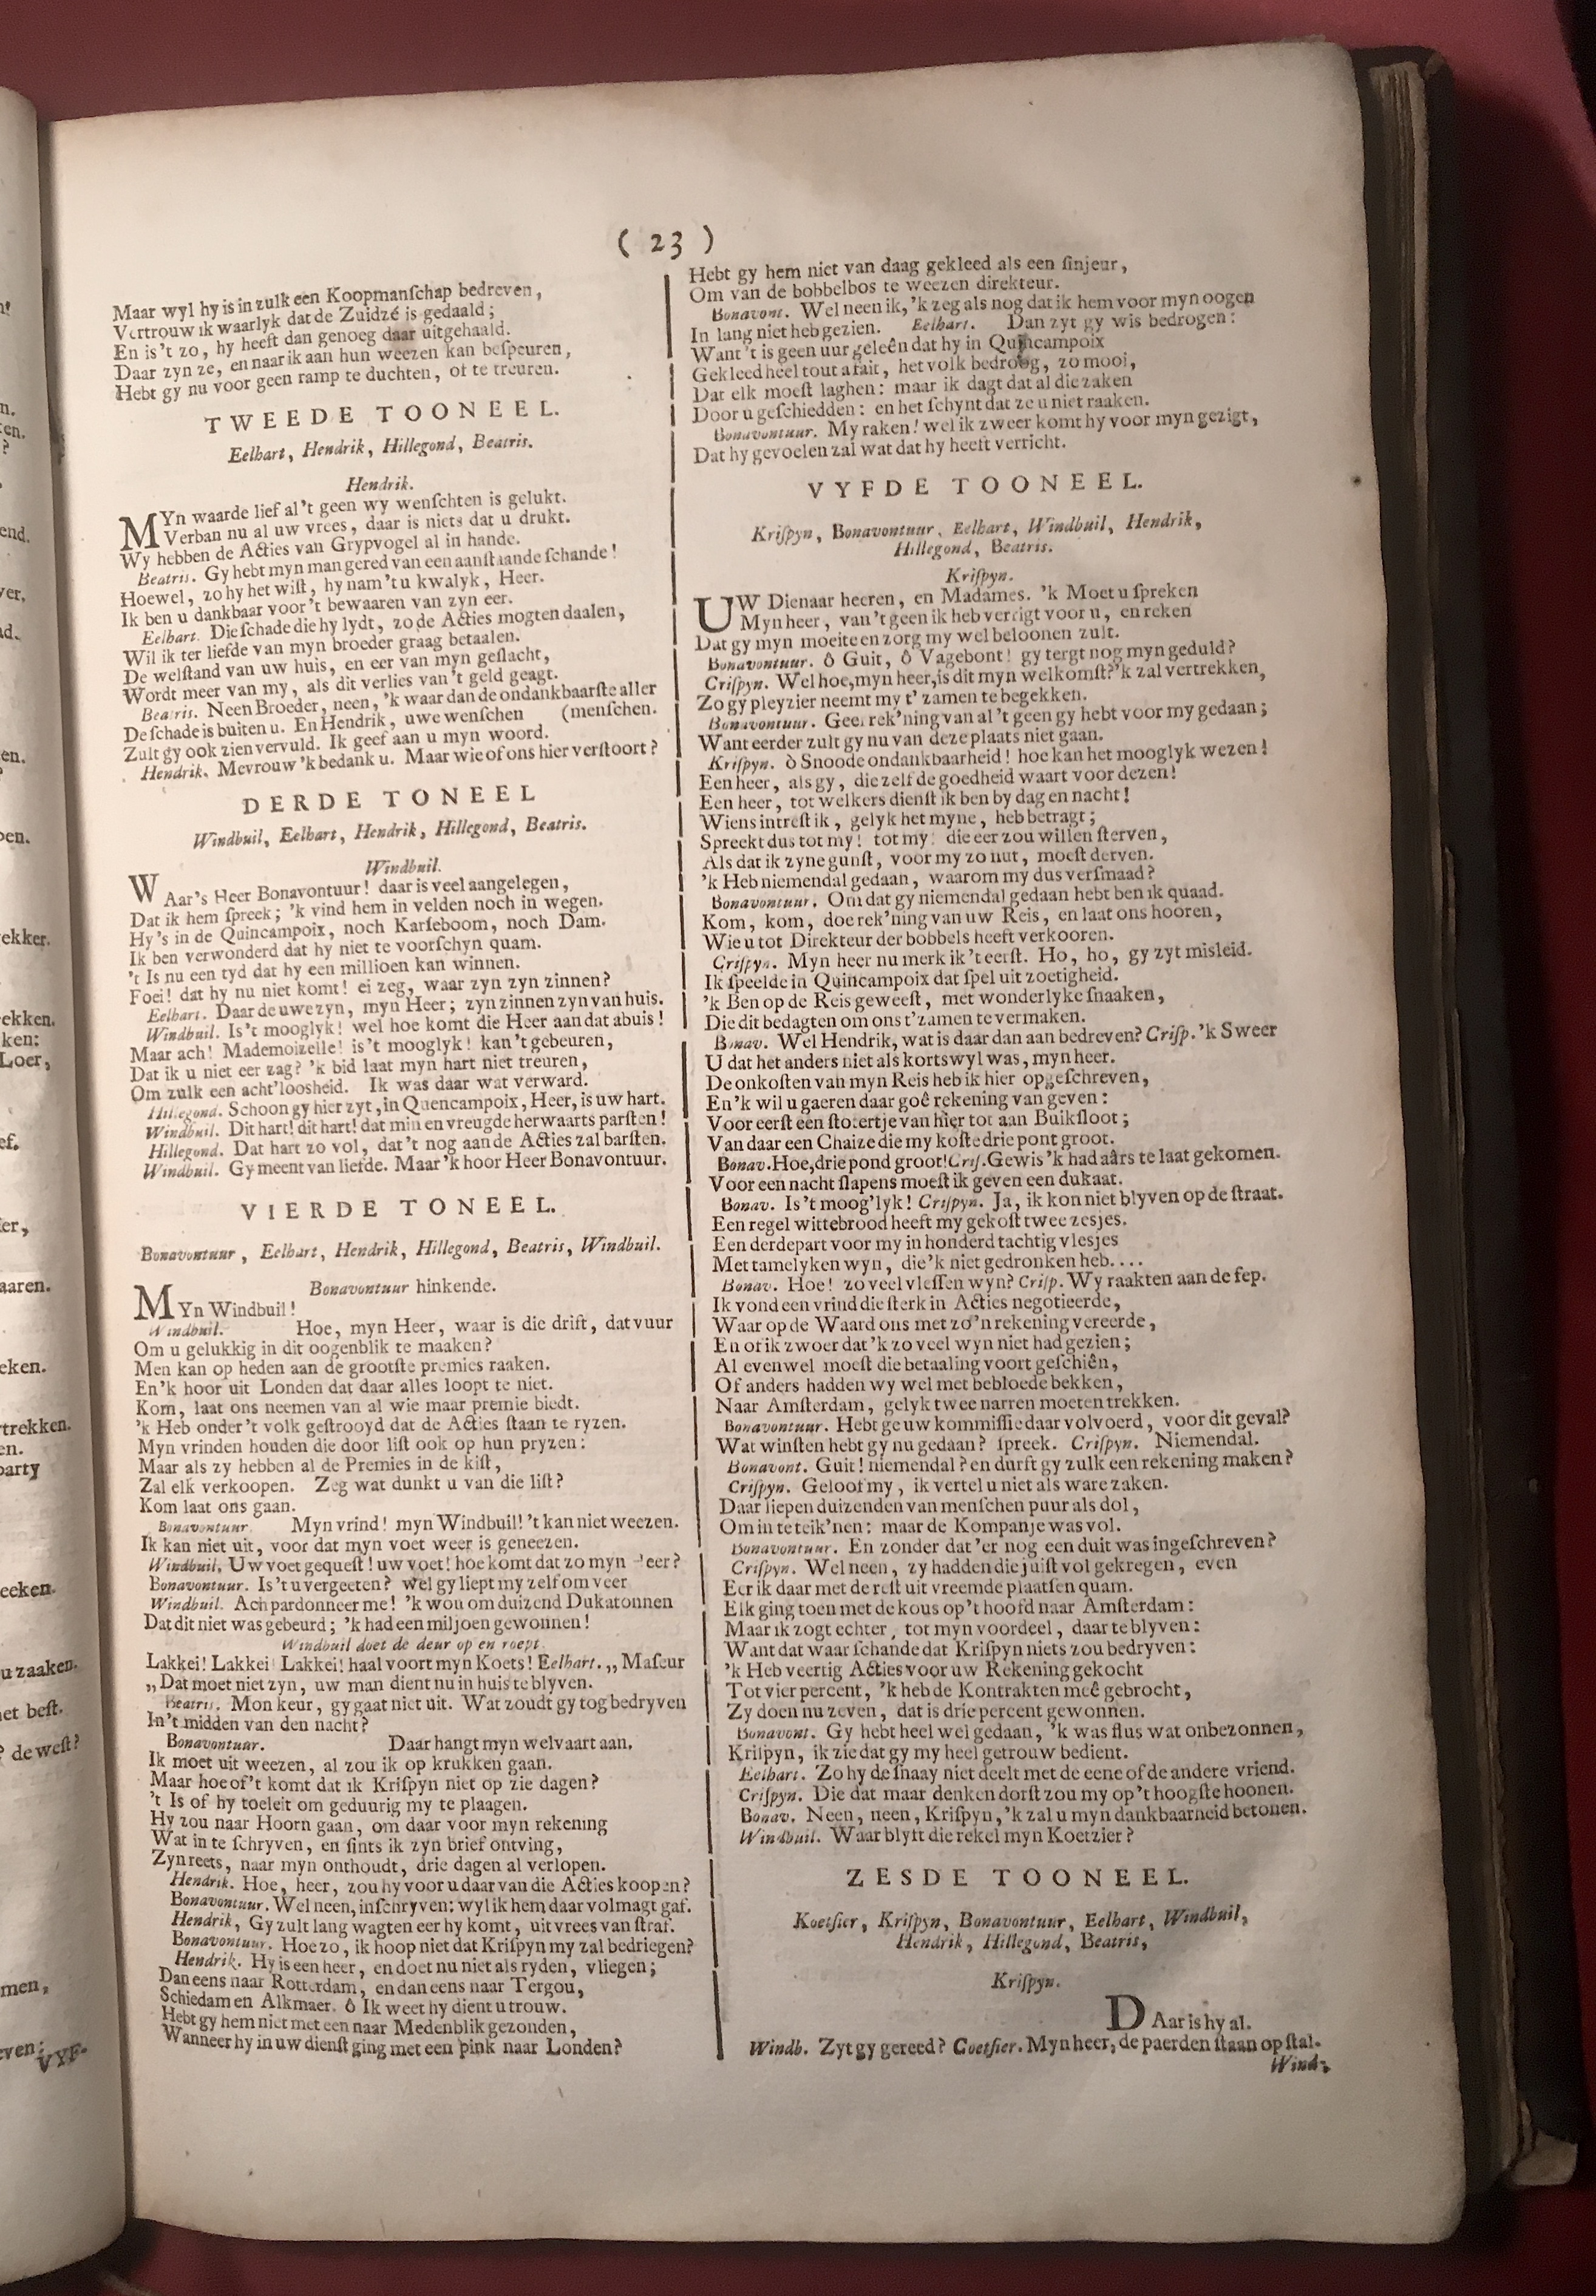 ( 23 )
Maar wyl hy is in zulk een Koopmanſchap bedreven,
Vertrouw ik waarlyk dat de Zuidzé is gedaald;
En is 't zo, hy heeft dan genoeg daar uitgehaald.
Daar zyn ze, en naar ik aan hun weezen kan beſpeuren,
Hebt gy nu voor geen ramp te duchten, of te treuren.
TWEEDE TOONEEL.
Eelhart, Hendrik, Hillegond, Beatris.
Hendrik.
MYn waarde lief al 't geen wy wenſchten is gelukt.
Verban nu al uw vrees, daar is niets dat u drukt.
Wy hebben de Acties van Grypvogel al in hande.
Beatris. Gy hebt myn man gered van een aanſtaande ſchande!
Hoewel, zo hy het wiſt, hy nam 't u kwalyk, Heer.
Ik ben u dankbaar voor 't bewaaren van zyn eer.
Eelhart. Die ſchade die hy lydt, zo de Acties mogten daalen,
Wil ik ter liefde van myn broeder graag betaalen.
De welſtand van uw huis, en eer van myn geſlacht,
Wordt meer van my, als dit verlies van 't geld geagt.
Beatris. Neen Broeder, neen, 'k waar dan de ondankbaarſte aller
De ſchade is buiten u. En Hendrik, uwe wenſchen (menſchen.
Zult gy ook zien vervuld. Ik geef aan u myn woord.
Hendrik. Mevrouw 'k bedank u. Maar wie of ons hier verſtoort?
DERDE TONEEL
Windbuil, Eelhart, Hendrik, Hillegond, Beatris.
Windbuil.
WAar's Heer Bonavontuur! daar is veel aangelegen,
Dat ik hem ſpreek; 'k vind hem in velden noch in wegen.
Hy's in de Quincampoix, noch Karſeboom, noch Dam.
Ik ben verwonderd dat hy niet te voorſchyn quam.
't Is nu een tyd dat hy een millioen kan winnen.
Foei! dat hy nu niet komt! ei zeg, waar zyn zyn zinnen?
Eelhart. Daar de uwe zyn, myn Heer; zyn zinnen zyn van huis.
Windbuil. Is't mooglyk! wel hoe komt die Heer aan dat abuis!
Maar ach! Mademoizelle! is't mooglyk! kan't gebeuren,
Dat ik u niet eer zag? 'k bid laat myn hart niet treuren,
Om zulk een acht'loosheid. Ik was daar wat verward.
Hillegond. Schoon gy hier zyt, in Quencampoix, Heer, is uw hart.
Windbuil. Dit hart! dit hart! dat min en vreugde herwaarts parſten!
Hillegond. Dat hart zo vol, dat 't nog aan de Acties zal barſten.
Windbuil. Gy meent van liefde. Maar 'k hoor Heer Bonavontuur.
VIERDE TONEEL.
Bonavontuur, Eelhart, Hendrik, Hillegond, Beatris, Windbuil.
Bonavontuur hinkende.
MYn Windbuil!
Windbuil. Hoe, myn Heer, waar is die drift, dat vuur
Om u gelukkig in dit oogenblik te maaken?
Men kan op heden aan de grootſte premies raaken.
En 'k hoor uit Londen dat daar alles loopt te niet.
Kom, laat ons neemen van al wie maar premie biedt.
'k Heb onder 't volk geſtrooyd dat de Acties ſtaan te ryzen.
Myn vrinden houden die door liſt ook op hun pryzen:
Maar als zy hebben al de Premies in de kiſt,
Zal elk verkoopen. Zeg wat dunkt u van die liſt?
Kom laat ons gaan.
Bonavontuur. Myn vrind! myn Windbuil! 't kan niet weezen.
Ik kan niet uit, voor dat myn voet weer is geneezen.
Windbuil. Uw voet gequeſt! uw voet! hoe komt dat zo myn Heer?
Bonavontuur. Is 't u vergeeten? wel gy liept my zelf om veer
Windbuil. Ach pardonneer me! 'k wou om duizend Dukatonnen
Dat dit niet was gebeurd; 'k had een miljoen gewonnen!
Windbuil doet de deur op en roept.
Lakkei! Lakkei! Lakkei! haal voort myn Koets! Eelhart. „ Maſeur
„ Dat moet niet zyn, uw man dient nu in huis te blyven.
Beatris. Mon keur, gy gaat niet uit. Wat zoudt gy tog bedryven
In 't midden van den nacht?
Bonavontuur. Daar hangt myn welvaart aan.
Ik moet uit weezen, al zou ik op krukken gaan.
Maar hoe of 't komt dat ik Kriſpyn niet op zie dagen?
't Is of hy toeleit om geduurig my te plaagen.
Hy zou naar Hoorn gaan, om daar voor myn rekening
Wat in te ſchryven, en ſints ik zyn brief ontving,
Zyn reets, naar myn onthoudt, drie dagen al verlopen.
Hendrik. Hoe, heer, zou hy voor u daar van die Acties koopen?
Bonavontuur. Wel neen, inſchryven: wyl ik hem daar volmagt gaf.
Hendrik, Gy zult lang wagten eer hy komt, uit vrees van ſtraf.
Bonavontuur. Hoe zo, ik hoop niet dat Kriſpyn my zal bedriegen?
Hendrik. Hy is een heer, en doet nu niet als ryden, vliegen;
Dan eens naar Rotterdam, en dan eens naar Tergou,
Schiedam en Alkmaer. ô Ik weet hy dient u trouw.
Hebt gy hem niet met een naar Medenblik gezonden,
Wanneer hy in uw dienſt ging met een pink naar Londen?
Hebt gy hem niet van daag gekleed als een ſinjeur,
Om van de bobbelbos te weezen direkteur.
Bonavont. Wel neen ik, 'k zeg als nog dat ik hem voor myn oogen
In lang niet heb gezien. Eelhart. Dan zyt gy wis bedrogen:
Want 't is geen uur geleên dat hy in Quincampoix
Gekleed heel tout afait, het volk bedroog, zo mooi,
Dat elk moeſt laghen: maar ik dagt dat al die zaken
Door u geſchiedden: en het ſchynt dat ze u niet raaken.
Bonavontuur. My raken! wel ik zweer komt hy voor myn gezigt,
Dat hy gevoelen zal wat dat hy heeft verricht.
VYFDE TOONEEL.
Kriſpyn, Bonavontuur, Eelhart, Windbuil, Hendrik,
Hillegond, Beatris.
Kriſpyn.
UW Dienaar heeren, en Madames. 'k Moet u ſpreken
Myn heer, van 't geen ik heb verrigt voor u, en reken
Dat gy myn moeite en zorg my wel beloonen zult.
Bonavontuur. ô Guit, ô Vagebont! gy tergt nog myn geduld?
Criſpyn. Wel hoe, myn heer, is dit myn welkomſt? 'k zal vertrekken,
Zo gy pleyzier neemt my t' zamen te begekken.
Bonavontuur. Geef rek'ning van al 't geen gy hebt voor my gedaan;
Want eerder zult gy nu van deze plaats niet gaan.
Kriſpyn. ò Snoode ondankbaarheid! hoe kan het mooglyk wezen!
Een heer, als gy, die zelf de goedheid waart voor dezen!
Een heer, tot welkers dienſt ik ben by dag en nacht!
Wiens intreſt ik, gelyk het myne, heb betragt;
Spreekt dus tot my! tot my! die eer zou willen ſterven,
Als dat ik zyne gunſt, voor my zo nut, moeſt derven.
'k Heb niemendal gedaan, waarom my dus verſmaad?
Bonavontuur. Om dat gy niemendal gedaan hebt ben ik quaad.
Kom, kom, doe rek'ning van uw Reis, en laat ons hooren,
Wie u tot Direkteur der bobbels heeft verkooren.
Criſpyn. Myn heer nu merk ik 't eerſt. Ho, ho, gy zyt misleid.
Ik ſpeelde in Quincampoix dat ſpel uit zoetigheid.
'k Ben op de Reis geweeſt, met wonderlyke ſnaaken,
Die dit bedagten om ons t'zamen te vermaken.
Bonav. Wel Hendrik, wat is daar dan aan bedreven? Criſp. 'k Sweer
U dat het anders niet als kortswyl was, myn heer.
De onkoſten van myn Reis heb ik hier opgeſchreven,
En 'k wil u gaeren daar goê rekening van geven:
Voor eerſt een ſtotertje van hier tot aan Buikſloot;
Van daar een Chaize die my koſte drie pont groot.
Bonav. Hoe, drie pond groot! Criſ. Gewis 'k had aârs te laat gekomen.
Voor een nacht ſlapens moeſt ik geven een dukaat.
Bonav. Is 't moog'lyk! Criſpyn. Ja, ik kon niet blyven op de ſtraat.
Een regel wittebrood heeft my gekoſt twee zesjes.
Een derdepart voor my in honderd tachtig vlesjes
Met tamelyken wyn, die 'k niet gedronken heb....
Bonav. Hoe! zo veel vleſſen wyn? Criſp. Wy raakten aan de ſep.
Ik vond een vrind die ſterk in Acties negotieerde,
Waar op de Waard ons met zo'n rekening vereerde,
En of ik zwoer dat 'k zo veel wyn niet had gezien;
Al evenwel moeſt die betaaling voort geſchiên,
Of anders hadden wy wel met bebloede bekken,
Naar Amſterdam, gelyk twee narren moeten trekken.
Bonavontuur. Hebt ge uw kommiſſie daar volvoerd, voor dit geval?
Wat winſten hebt gy nu gedaan? ſpreek. Criſpyn. Niemendal.
Bonavont. Guit! niemendal? en durft gy zulk een rekening maken?
Criſpyn. Geloof my, ik vertel u niet als ware zaken.
Daar liepen duizenden van menſchen puur als dol,
Om in te teik'nen: maar de Kompanje was vol.
Bonavontuur. En zonder dat 'er nog een duit was ingeſchreven?
Criſpyn. Wel neen, zy hadden die juiſt vol gekregen, even
Eer ik daar met de reſt uit vreemde plaatſen quam.
Elk ging toen met de kous op 't hoofd naar Amſterdam:
Maar ik zogt echter, tot myn voordeel, daar te blyven:
Want dat waar ſchande dat Kriſpyn niets zou bedryven:
'k Heb veertig Acties voor uw Rekening gekocht
Tot vier percent, 'k heb de Kontrakten meê gebrocht,
Zy doen nu zeven, dat is drie percent gewonnen.
Bonavont. Gy hebt heel wel gedaan, 'k was flus wat onbezonnen,
Kriſpyn, ik zie dat gy my heel getrouw bedient.
Eelhart. Zo hy de ſnaay niet deelt met de eene of de andere vriend.
Criſpyn. Die dat maar denken dorſt zou my op 't hoogſte hoonen.
Bonav. Neen, neen, Kriſpyn, 'k zal u myn dankbaarheid betonen.
Windbuil. Waar blyft die rekel myn Koetzier?
ZESDE TOONEEL.
Koetſier, Kriſpyn, Bonavontuur, Eelhart, Windbuil,
Hendrik, Hillegond, Beatris,
Kriſpyn.
DAar is hy al.
Windb. Zyt gy gereed? Coetſier. Myn heer, de paerden ſtaan op ſtal.
Wind-